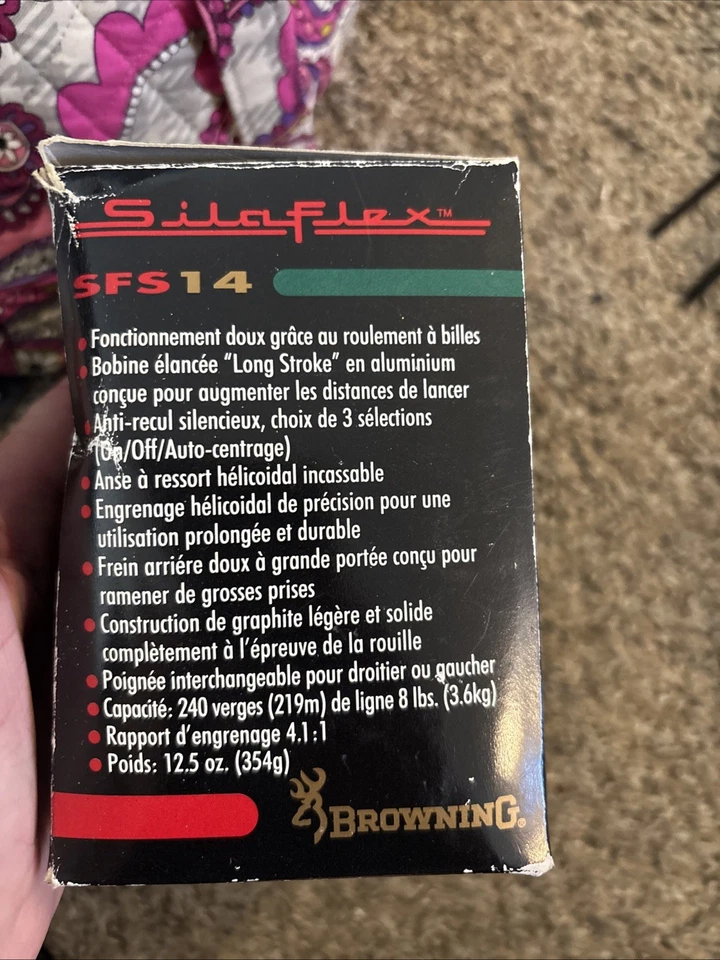 SilaFlex™
SFS14
• Fonctionnement doux grâce au roulement à billes
• Bobine élancée "Long Stroke" en aluminium
conçue pour augmenter les distances de lancer
• Anti-recul silencieux, choix de 3 sélections
(On/Off/Auto-centrage)
• Anse à ressort hélicoidal incassable
• Engrenage hélicoidal de précision pour une
utilisation prolongée et durable
• Frein arriére doux à grande portée conçu pour
ramener de grosses prises
• Construction de graphite légère et solide
complètement à l'épreuve de la rouille
• Poignée interchangeable pour droitier ou gaucher
• Capacité: 240 verges (219m) de ligne 8 lbs. (3.6kg)
• Rapport d'engrenage 4.1:1
• Poids: 12.5 oz. (354g)
BROWNING®